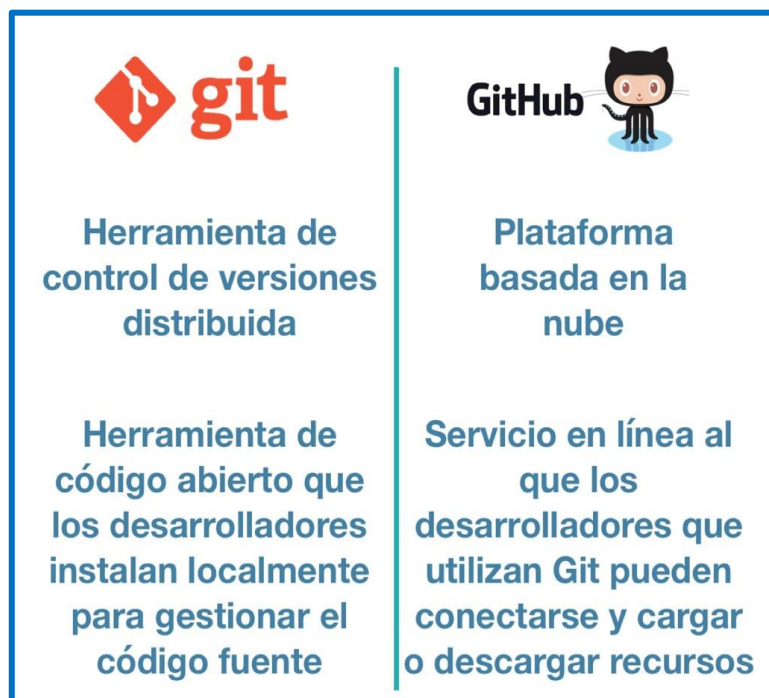 git
Herramienta de
control de versiones
distribuida
Herramienta de
código abierto que
los desarrolladores
instalan localmente
para gestionar el
código fuente
GitHub
Plataforma
basada en la
nube
Servicio en línea al
que los
desarrolladores que
utilizan Git pueden
conectarse y cargar
o descargar recursos